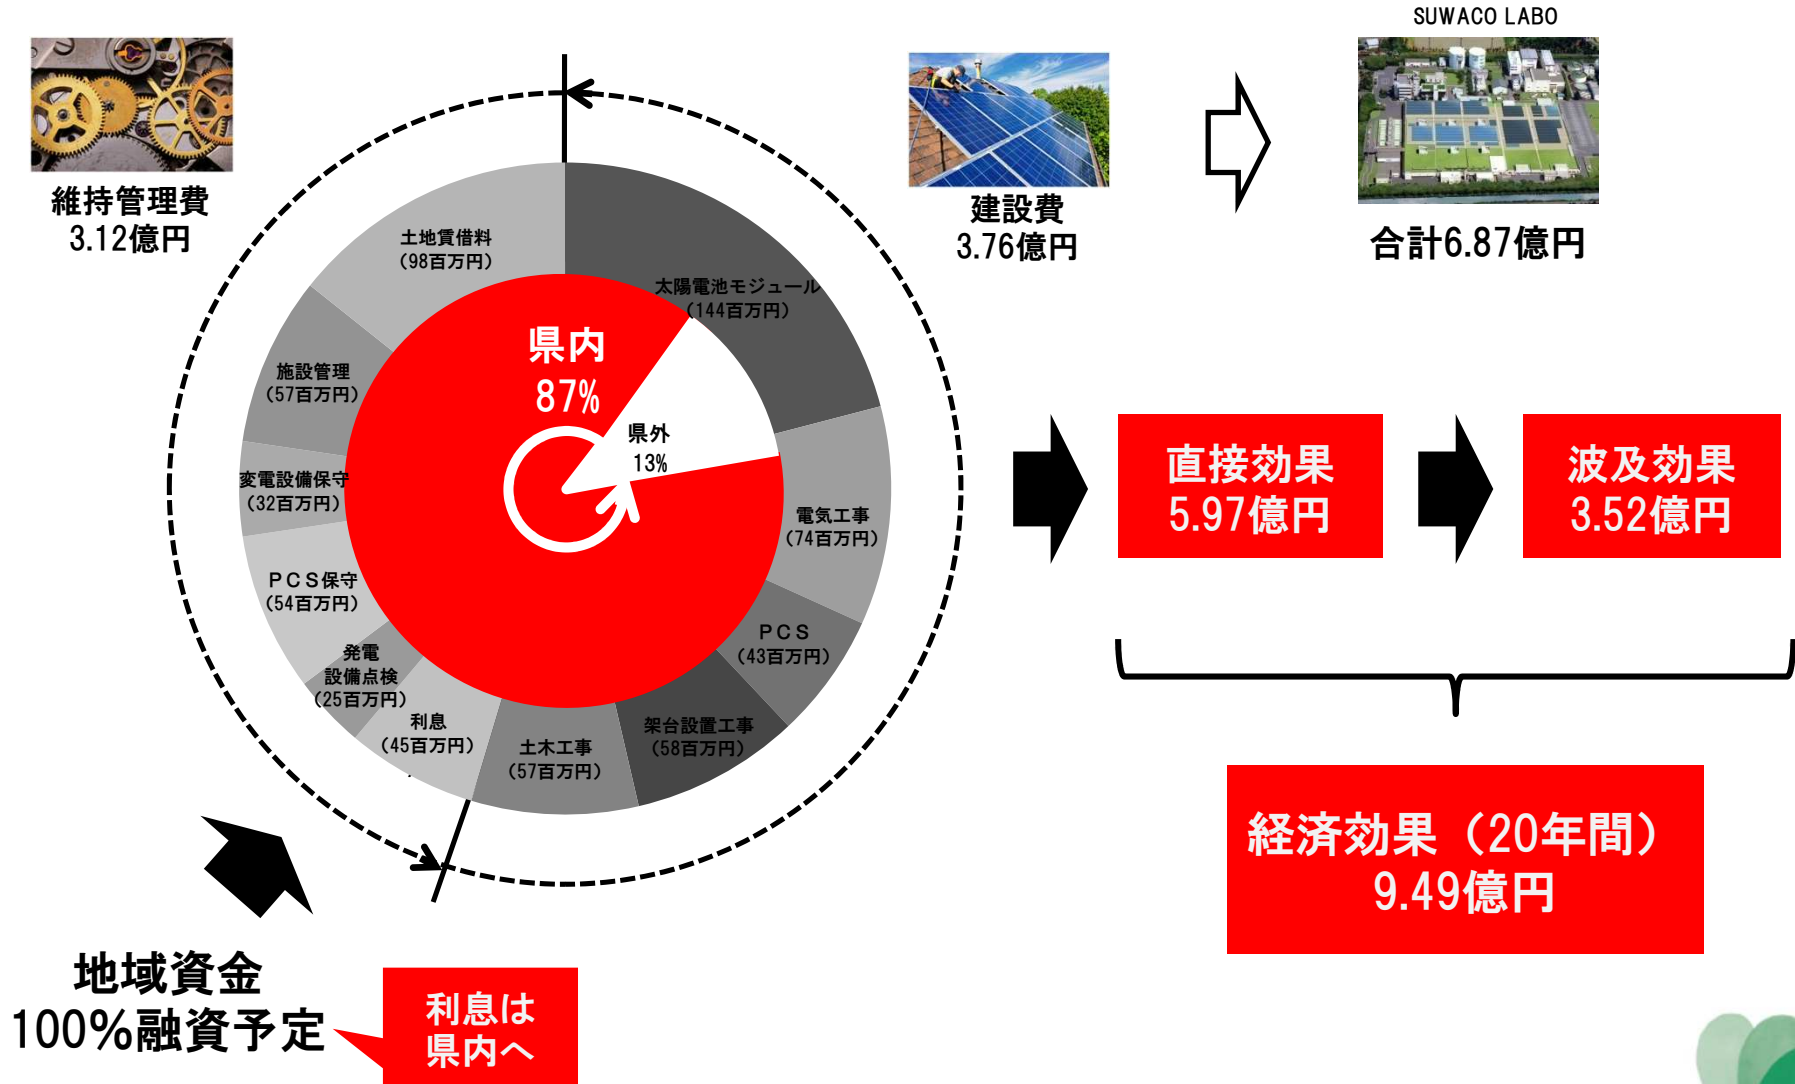 SUWACO LABO
維持管理費
3.12億円
建設費
3.76億円
合計6.87億円
土地賃借料
(98百万円)
太陽電池モジュール
(144百万円)
施設管理
(57百万円)
県内
87%
県外
13%
変電設備保守
(32百万円)
電気工事
(74百万円)
PCS保守
(54百万円)
PCS
(43百万円)
発電
設備点検
(25百万円)
利息
(45百万円)
土木工事
(57百万円)
架台設置工事
(58百万円)
直接効果
5.97億円
波及効果
3.52億円
経済効果（20年間）
9.49億円
地域資金
100%融資予定
利息は
県内へ